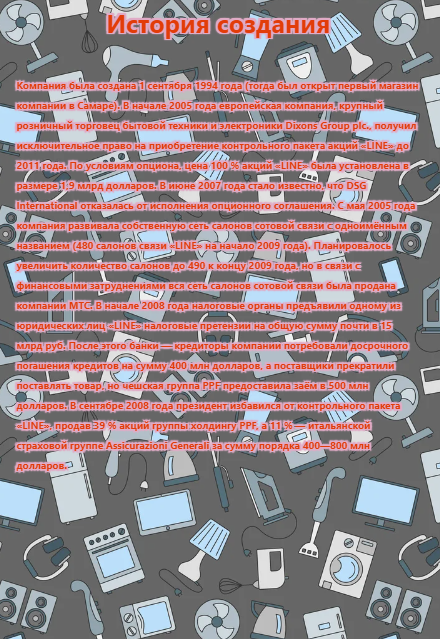 История создания
Компания была создана 1 сентября 1994 года (тогда был открыт первый магазин
компании в Самаре). В начале 2005 года европейская компания, крупный
розничный торговец бытовой техники и электроники Dixons Group plc., получил
исключительное право на приобретение контрольного пакета акций «LINE» до
2011 года. По условиям опциона, цена 100 % акций «LINE» была установлена в
размере 1,9 млрд долларов. В июне 2007 года стало известно, что DSG
International отказалась от исполнения опционного соглашения. С мая 2005 года
компания развивала собственную сеть салонов сотовой связи с одноименным
названием (480 салонов связи «LINE» на начало 2009 года). Планировалось
увеличить количество салонов до 490 к концу 2009 года, но в связи с
финансовыми затруднениями вся сеть салонов сотовой связи была продана
компании МТС. В начале 2008 года налоговые органы предъявили одному из
юридических лиц «LINE» налоговые претензии на общую сумму почти в 15
млрд руб. После этого банки — кредиторы компании потребовали досрочного
погашения кредитов на сумму 400 млн долларов, а поставщики прекратили
поставлять товар, но чешская группа PPF предоставила заём в 500 млн
долларов. В сентябре 2008 года президент избавился от контрольного пакета
«LINE», продав 39 % акций группы холдингу PPF, а 11 % — итальянской
страховой группе Assicurazioni Generali за сумму порядка 400—800 млн
долларов.